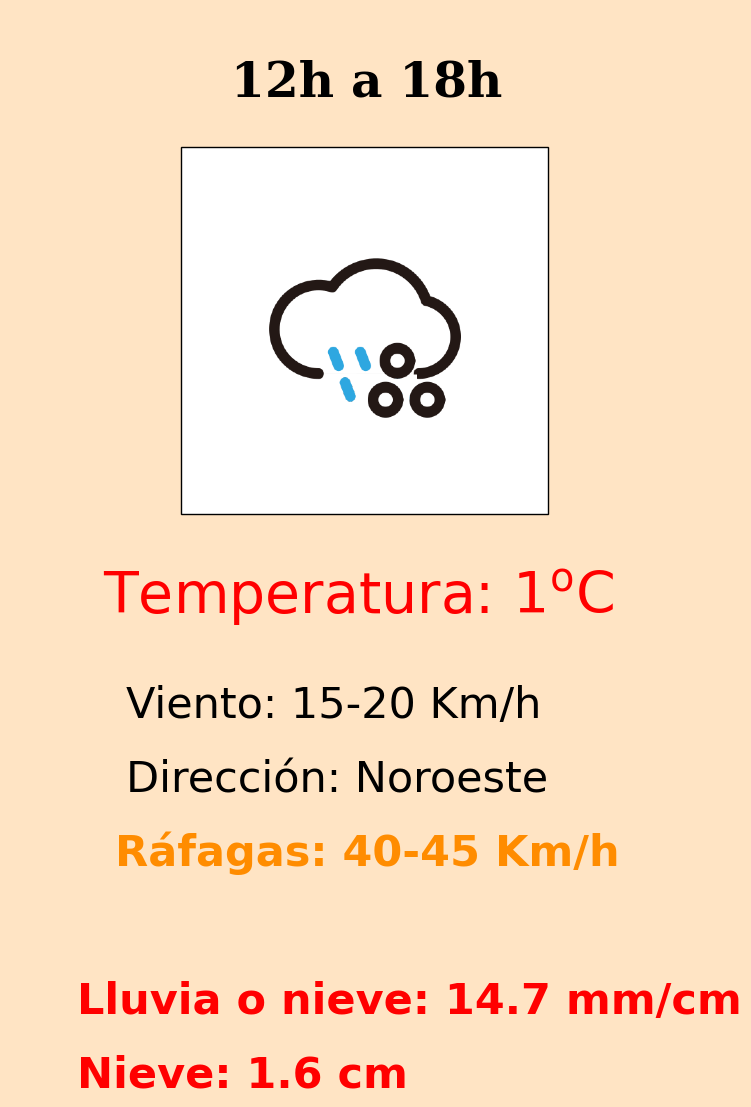 12h a 18h
Temperatura: 1ºC
Viento: 15-20 Km/h
Dirección: Noroeste
Ráfagas: 40-45 Km/h
Lluvia o nieve: 14.7 mm/cm
Nieve: 1.6 cm